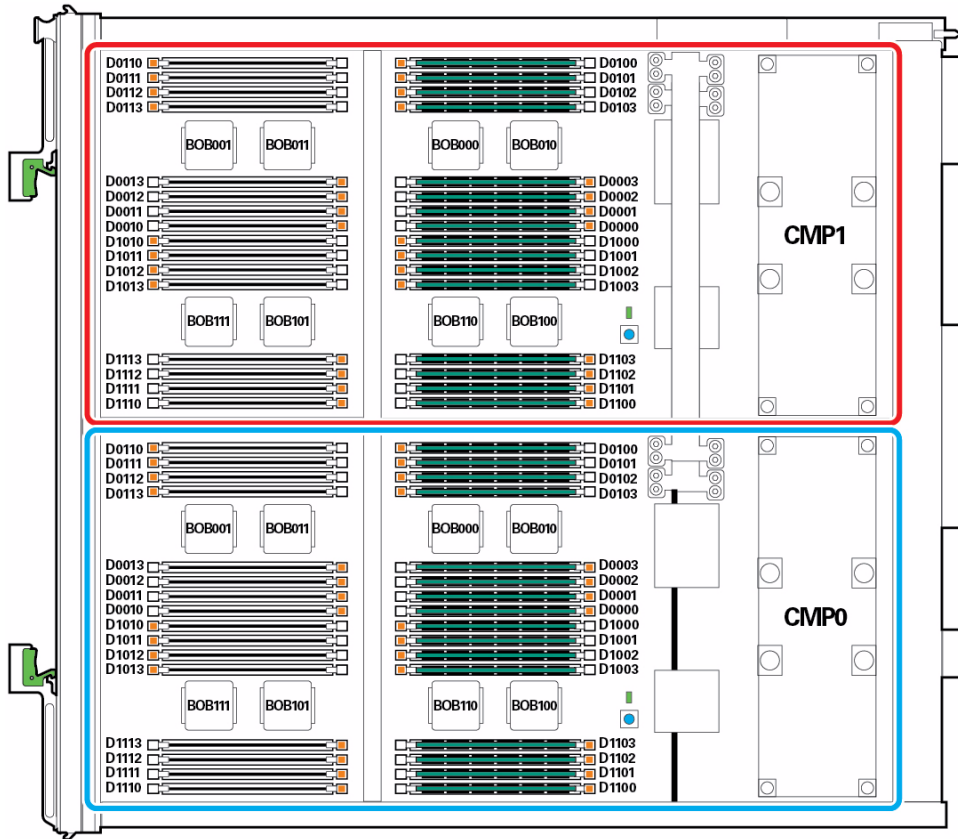 D0110 D0100
D0111 D0101
D0112 D0102
D0113 D0103
BOB001 BOB011 BOB000 BOB010
D0013 D0003
D0012 D0002
D0011 D0001
D0010 D0000
CMP1
D1010 D1000
D1011 D1001
D1012 D1002
D1013 D1003
BOB111 BOB101 BOB110 BOB100
D1113 D1103
D1112 D1102
D1111 D1101
D1110 D1100
D0110 D0100
D0111 D0101
D0112 D0102
D0113 D0103
BOB001 BOB011 BOB000 BOB010
D0013 D0003
D0012 D0002
D0011 D0001
D0010 D0000
CMP0
D1010 D1000
D1011 D1001
D1012 D1002
D1013 D1003
BOB111 BOB101 BOB110 BOB100
D1113 D1103
D1112 D1102
D1111 D1101
D1110 D1100